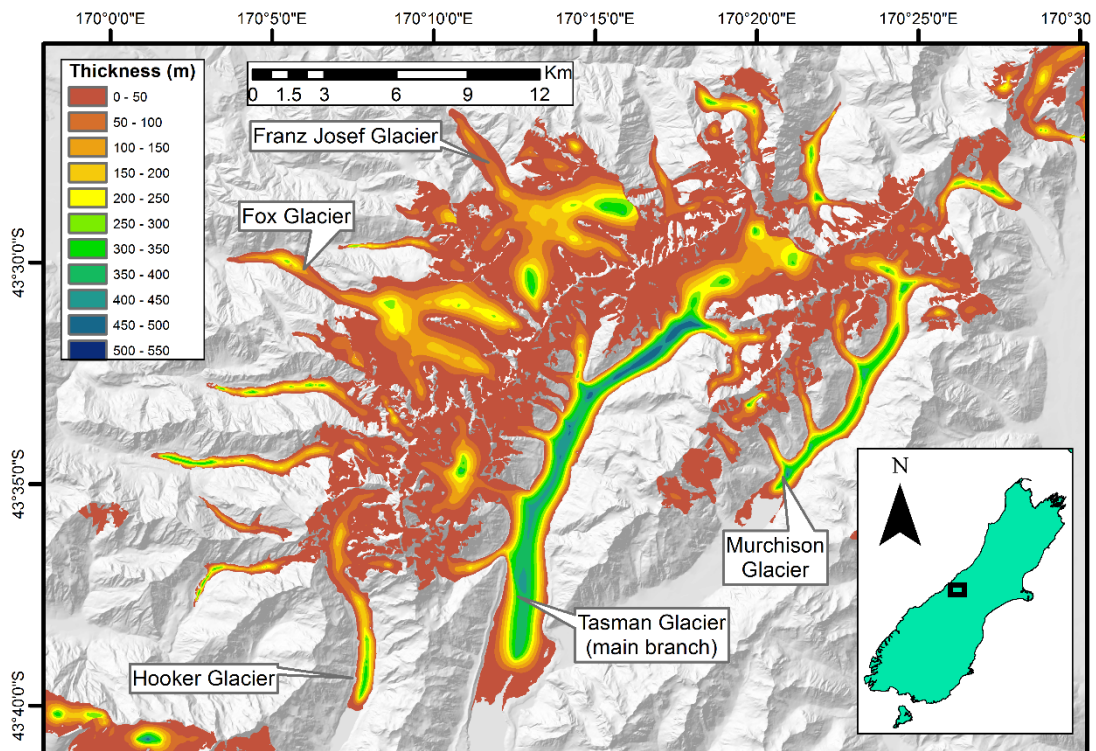 170°0'0"E 170°5'0"E 170°10'0"E 170°15'0"E 170°20'0"E 170°25'0"E 170°30
Thickness (m)
0 - 50
50 - 100
100 - 150
150 - 200
200 - 250
250 - 300
300 - 350
350 - 400
400 - 450
450 - 500
500 - 550
Km
0 1.5 3 6 9 12
Franz Josef Glacier
Fox Glacier
43°30'0"S
43°35'0"S
43°40'0"S
Murchison
Glacier
Tasman Glacier
(main branch)
Hooker Glacier
N